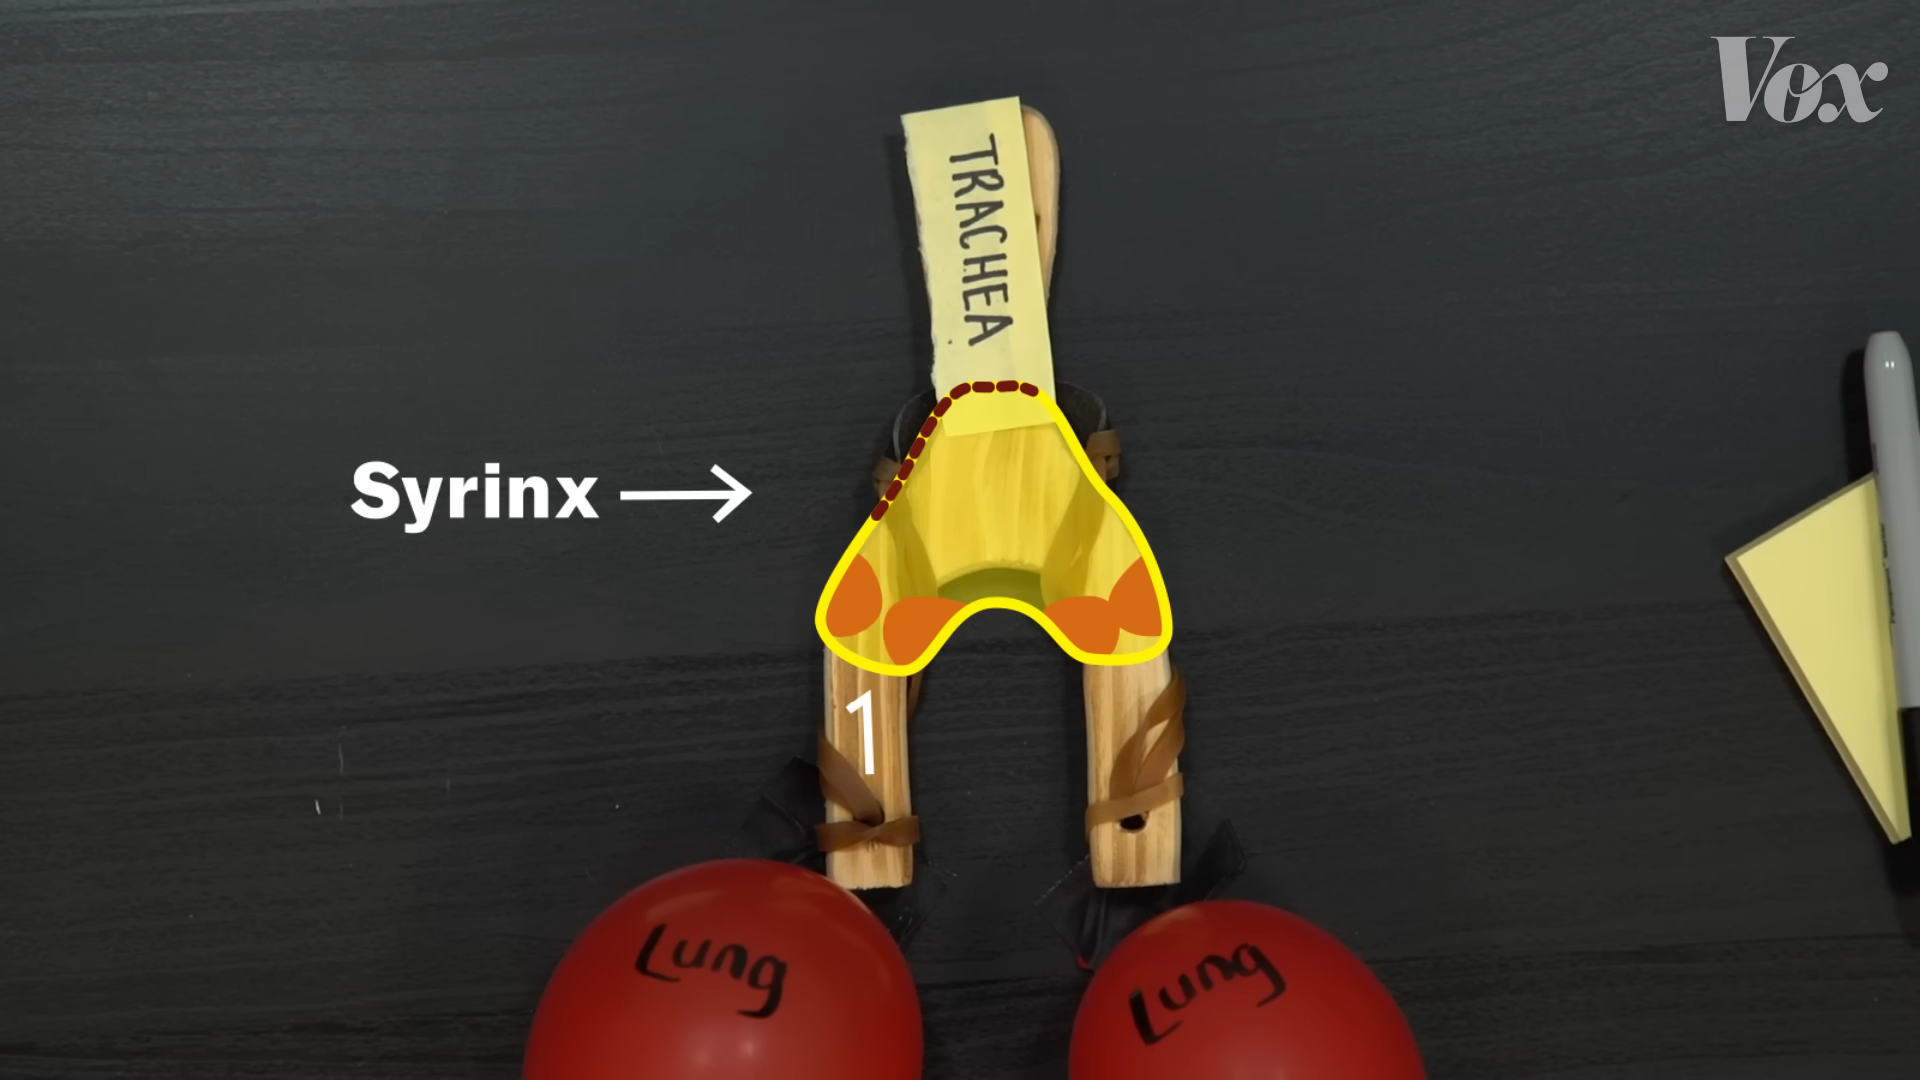 Vox
TRACHEA
Syrinx
1
Lung
Lung